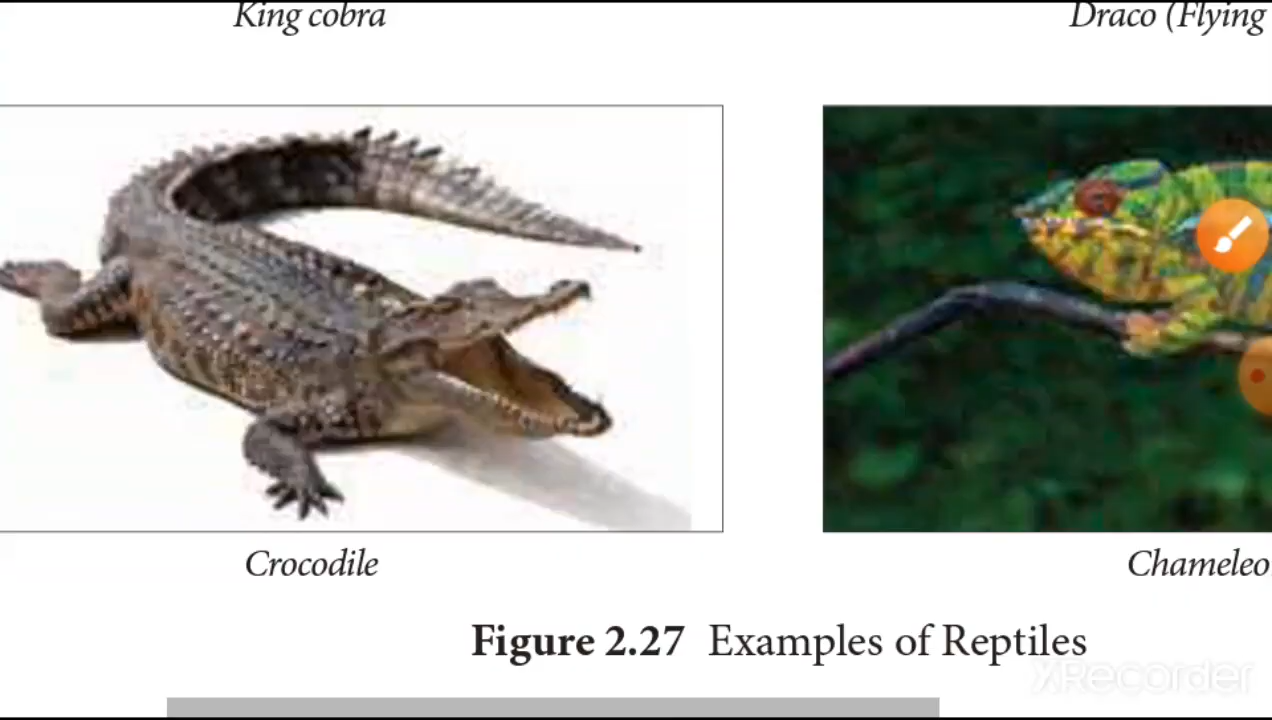 King cobra
Draco (Flying
Crocodile
Chameleo
Figure 2.27 Examples of Reptiles
XRecorder